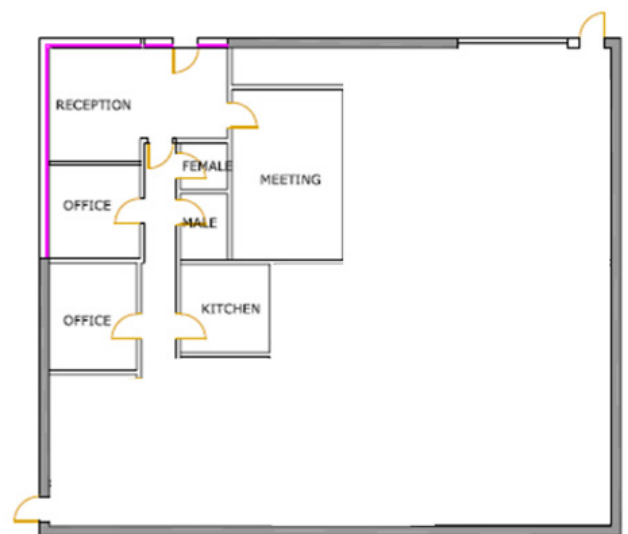 RECEPTION
FEMALE
MEETING
OFFICE
MALE
OFFICE
KITCHEN